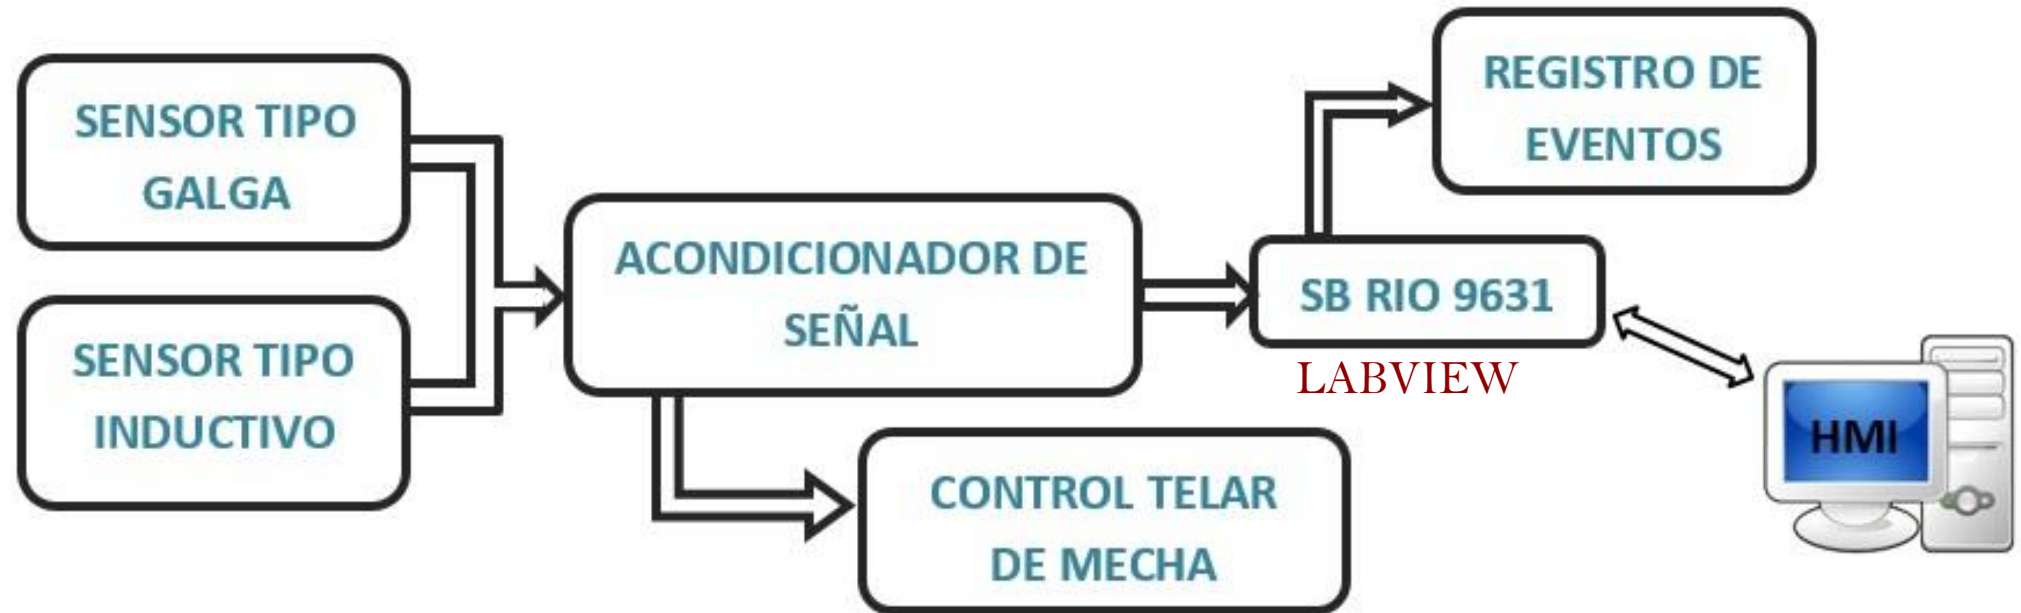 SENSOR TIPO
GALGA
SENSOR TIPO
INDUCTIVO
ACONDICIONADOR DE
SEÑAL
CONTROL TELAR
DE MECHA
SB RIO 9631
LABVIEW
REGISTRO DE
EVENTOS
HMI